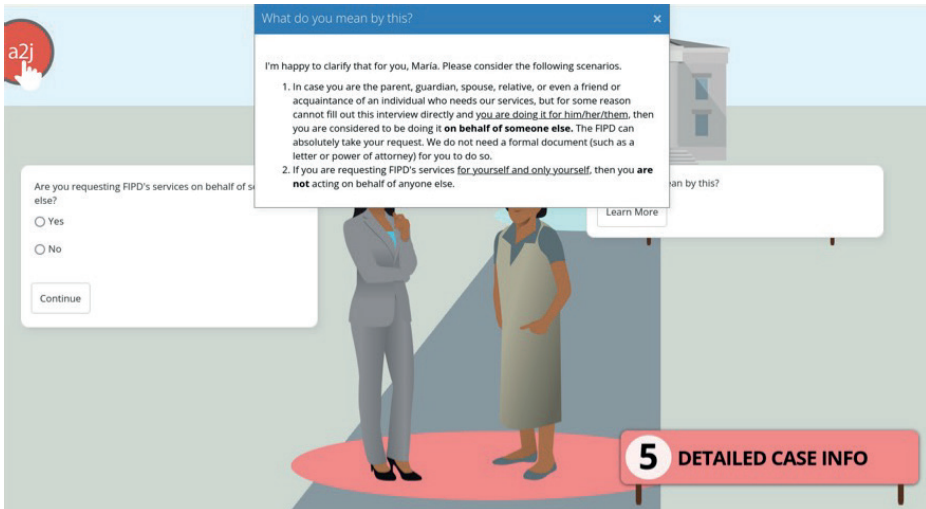 What do you mean by this? ×
a2j
I'm happy to clarify that for you, María. Please consider the following scenarios.
1. In case you are the parent, guardian, spouse, relative, or even a friend or
acquaintance of an individual who needs our services, but for some reason
cannot fill out this interview directly and you are doing it for him/her/them, then
you are considered to be doing it on behalf of someone else. The FIPD can
absolutely take your request. We do not need a formal document (such as a
letter or power of attorney) for you to do so.
2. If you are requesting FIPD's services for yourself and only yourself, then you are
not acting on behalf of anyone else.
Are you requesting FIPD's services on behalf of
else?
Yes
No
Continue
by this?
Learn More
5 DETAILED CASE INFO